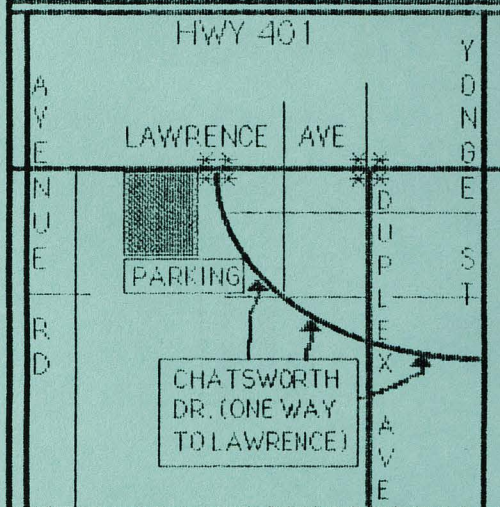 HWY 401
AVENUE RD
YONGE ST
LAWRENCE AVE
DUPLEX AVE
PARKING
CHATSWORTH
DR. (ONE WAY
TO LAWRENCE)